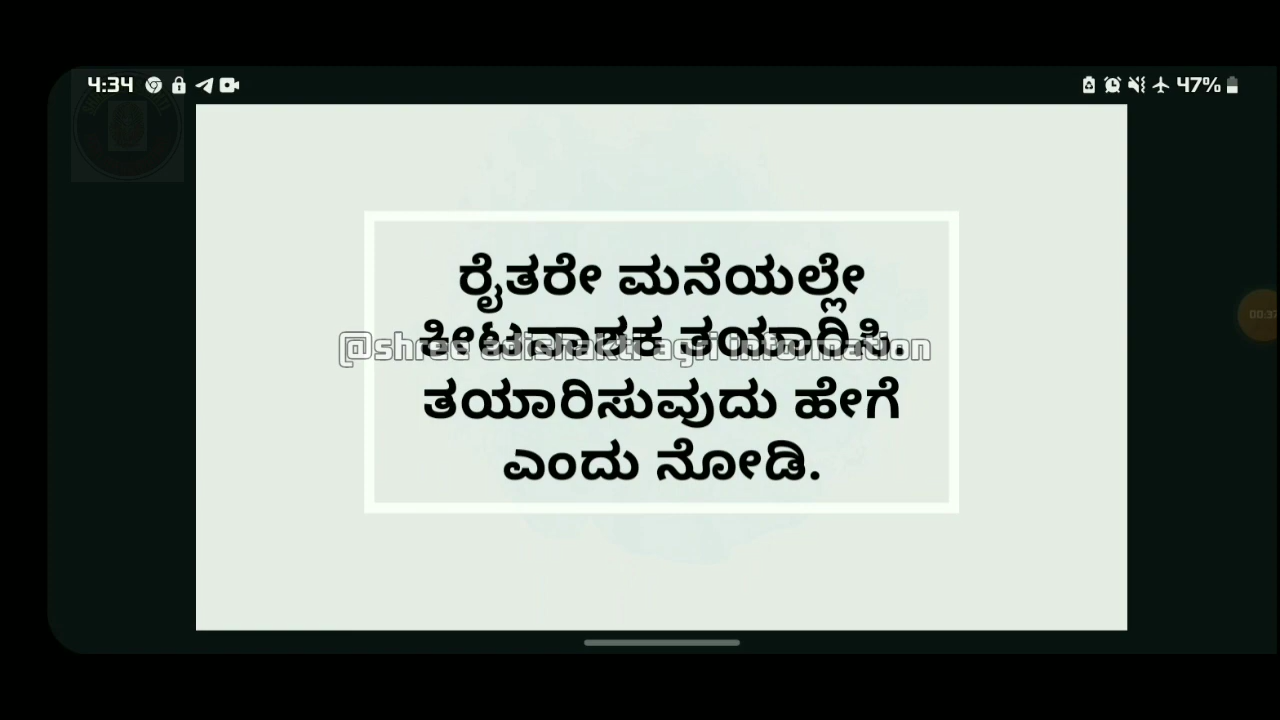 4:34
47%
ರೈತರೇ ಮನೆಯಲ್ಲೇ
ಕೀಟನಾಶಕ ತಯಾರಿಸಿ.
@shree adishakti agri information
ತಯಾರಿಸುವುದು ಹೇಗೆ
ಎಂದು ನೋಡಿ.